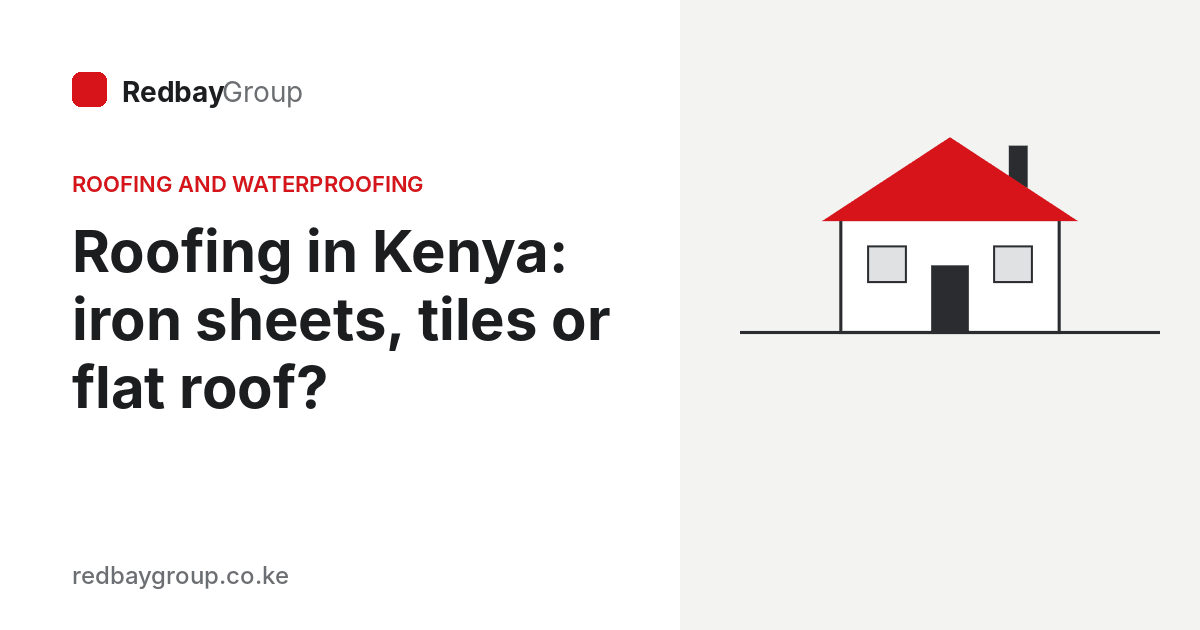 RedbayGroup
ROOFING AND WATERPROOFING
Roofing in Kenya:
iron sheets, tiles or
flat roof?
redbaygroup.co.ke